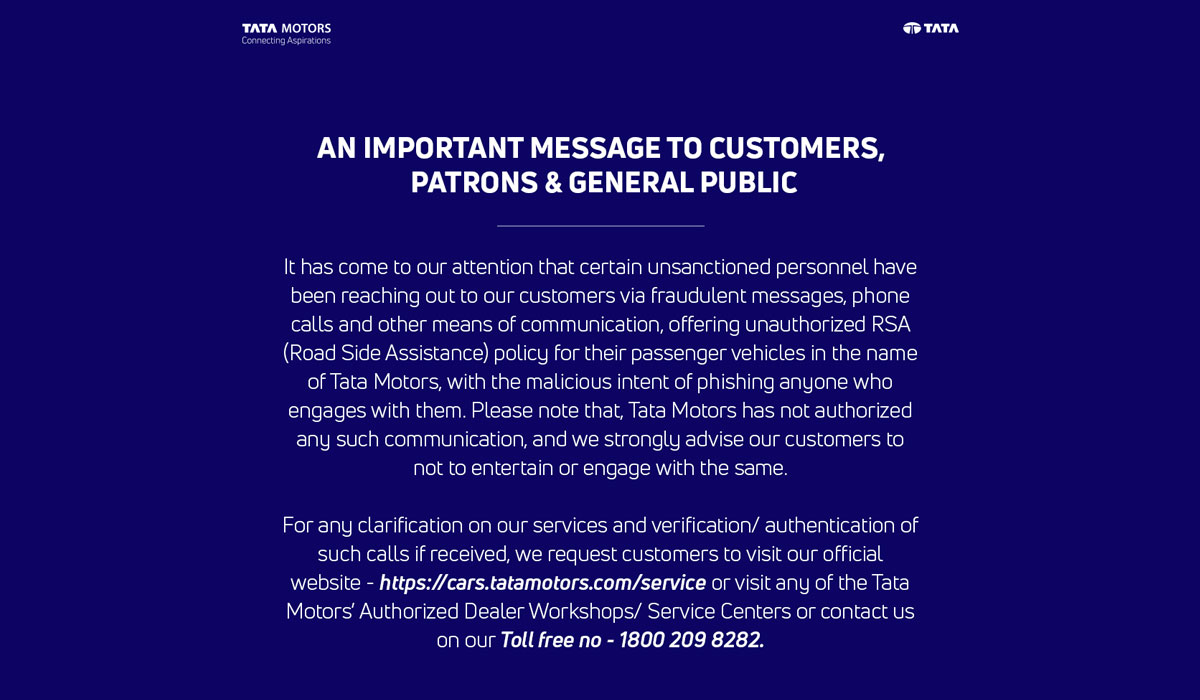 TATA MOTORS
Connecting Aspirations
TATA
AN IMPORTANT MESSAGE TO CUSTOMERS,
PATRONS & GENERAL PUBLIC
It has come to our attention that certain unsanctioned personnel have
been reaching out to our customers via fraudulent messages, phone
calls and other means of communication, offering unauthorized RSA
(Road Side Assistance) policy for their passenger vehicles in the name
of Tata Motors, with the malicious intent of phishing anyone who
engages with them. Please note that, Tata Motors has not authorized
any such communication, and we strongly advise our customers to
not to entertain or engage with the same.
For any clarification on our services and verification/ authentication of
such calls if received, we request customers to visit our official
website - https://cars.tatamotors.com/service or visit any of the Tata
Motors' Authorized Dealer Workshops/ Service Centers or contact us
on our Toll free no - 1800 209 8282.